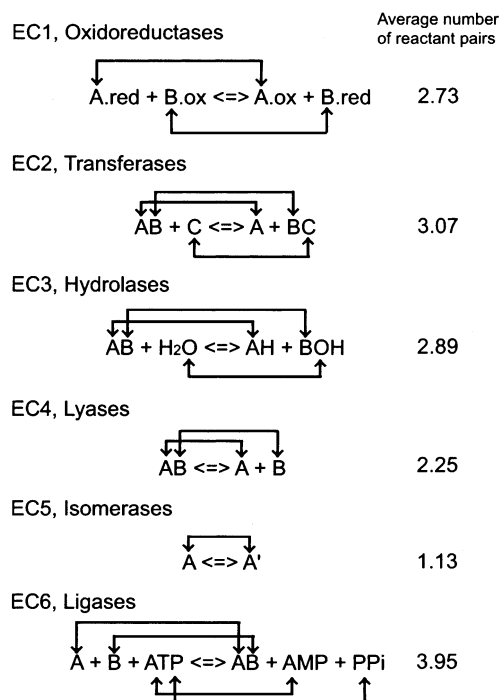 Average number
of reactant pairs
EC1, Oxidoreductases
A.red + B.ox <=> A.ox + B.red 2.73
EC2, Transferases
AB + C <=> A + BC 3.07
EC3, Hydrolases
AB + H2O <=> AH + BOH 2.89
EC4, Lyases
AB <=> A + B 2.25
EC5, Isomerases
A <=> A' 1.13
EC6, Ligases
A + B + ATP <=> AB + AMP + PPi 3.95